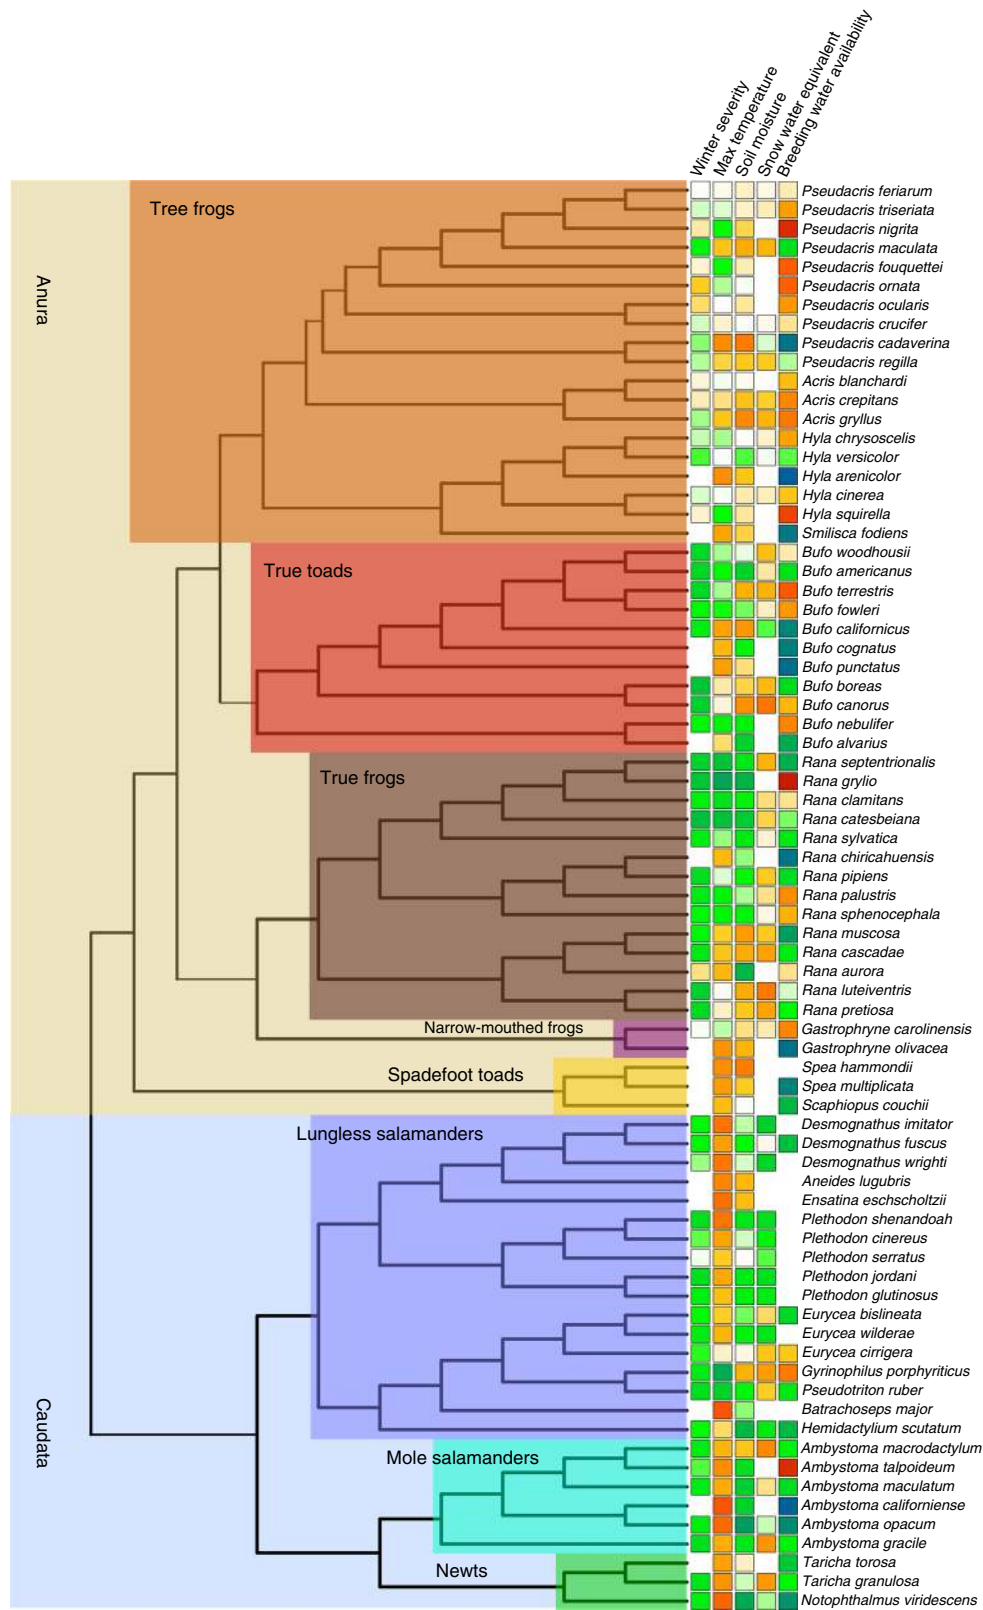 Winter severity
Max temperature
Soil moisture
Snow water equivalent
Breeding water availability
Anura
Tree frogs
Pseudacris feriarum
Pseudacris triseriata
Pseudacris nigrita
Pseudacris maculata
Pseudacris fouquettei
Pseudacris ornata
Pseudacris ocularis
Pseudacris crucifer
Pseudacris cadaverina
Pseudacris regilla
Acris blanchardi
Acris crepitans
Acris gryllus
Hyla chrysoscelis
Hyla versicolor
Hyla arenicolor
Hyla cinerea
Hyla squirella
Smilisca fodiens
True toads
Bufo woodhousii
Bufo americanus
Bufo terrestris
Bufo fowleri
Bufo californicus
Bufo cognatus
Bufo punctatus
Bufo boreas
Bufo canorus
Bufo nebulifer
Bufo alvarius
True frogs
Rana septentrionalis
Rana grylio
Rana clamitans
Rana catesbeiana
Rana sylvatica
Rana chiricahuensis
Rana pipiens
Rana palustris
Rana sphenocephala
Rana muscosa
Rana cascadae
Rana aurora
Rana luteiventris
Rana pretiosa
Narrow-mouthed frogs
Gastrophryne carolinensis
Gastrophryne olivacea
Spadefoot toads
Spea hammondii
Spea multiplicata
Scaphiopus couchii
Caudata
Lungless salamanders
Desmognathus imitator
Desmognathus fuscus
Desmognathus wrighti
Aneides lugubris
Ensatina eschscholtzii
Plethodon shenandoah
Plethodon cinereus
Plethodon serratus
Plethodon jordani
Plethodon glutinosus
Eurycea bislineata
Eurycea wilderae
Eurycea cirrigera
Gyrinophilus porphyriticus
Pseudotriton ruber
Batrachoseps major
Hemidactylium scutatum
Mole salamanders
Ambystoma macrodactylum
Ambystoma talpoideum
Ambystoma maculatum
Ambystoma californiense
Ambystoma opacum
Ambystoma gracile
Newts
Taricha torosa
Taricha granulosa
Notophthalmus viridescens